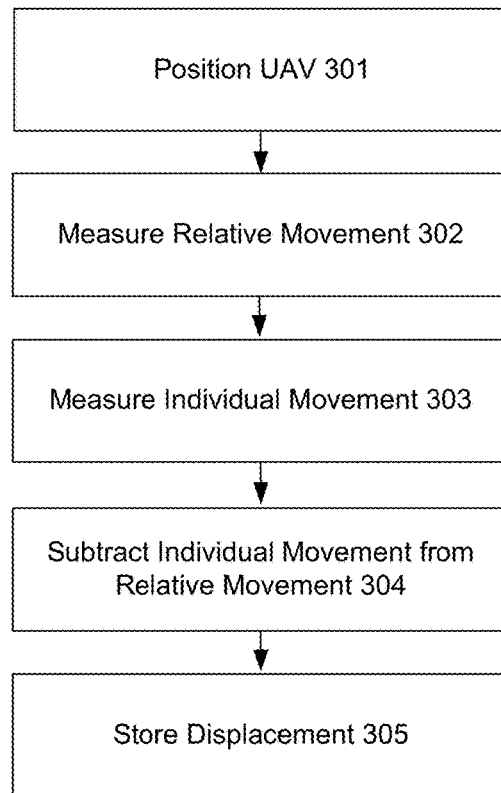 Position UAV 301
Measure Relative Movement 302
Measure Individual Movement 303
Subtract Individual Movement from
Relative Movement 304
Store Displacement 305